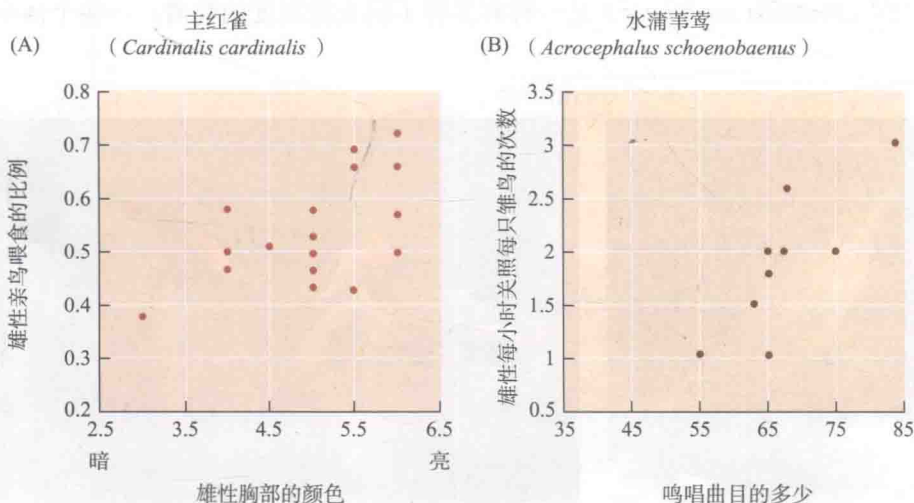 主红雀
(A) (Cardinalis cardinalis)
雄性亲鸟喂食的比例
0.8
0.7
0.6
0.5
0.4
0.3
0.2
2.5 3.5 4.5 5.5 6.5
暗 亮
雄性胸部的颜色
水蒲苇莺
(B) (Acrocephalus schoenobaenus)
雄性每小时关照每只雏鸟的次数
3.5
3
2.5
2
1.5
1
0.5
35 45 55 65 75 85
鸣唱曲目的多少